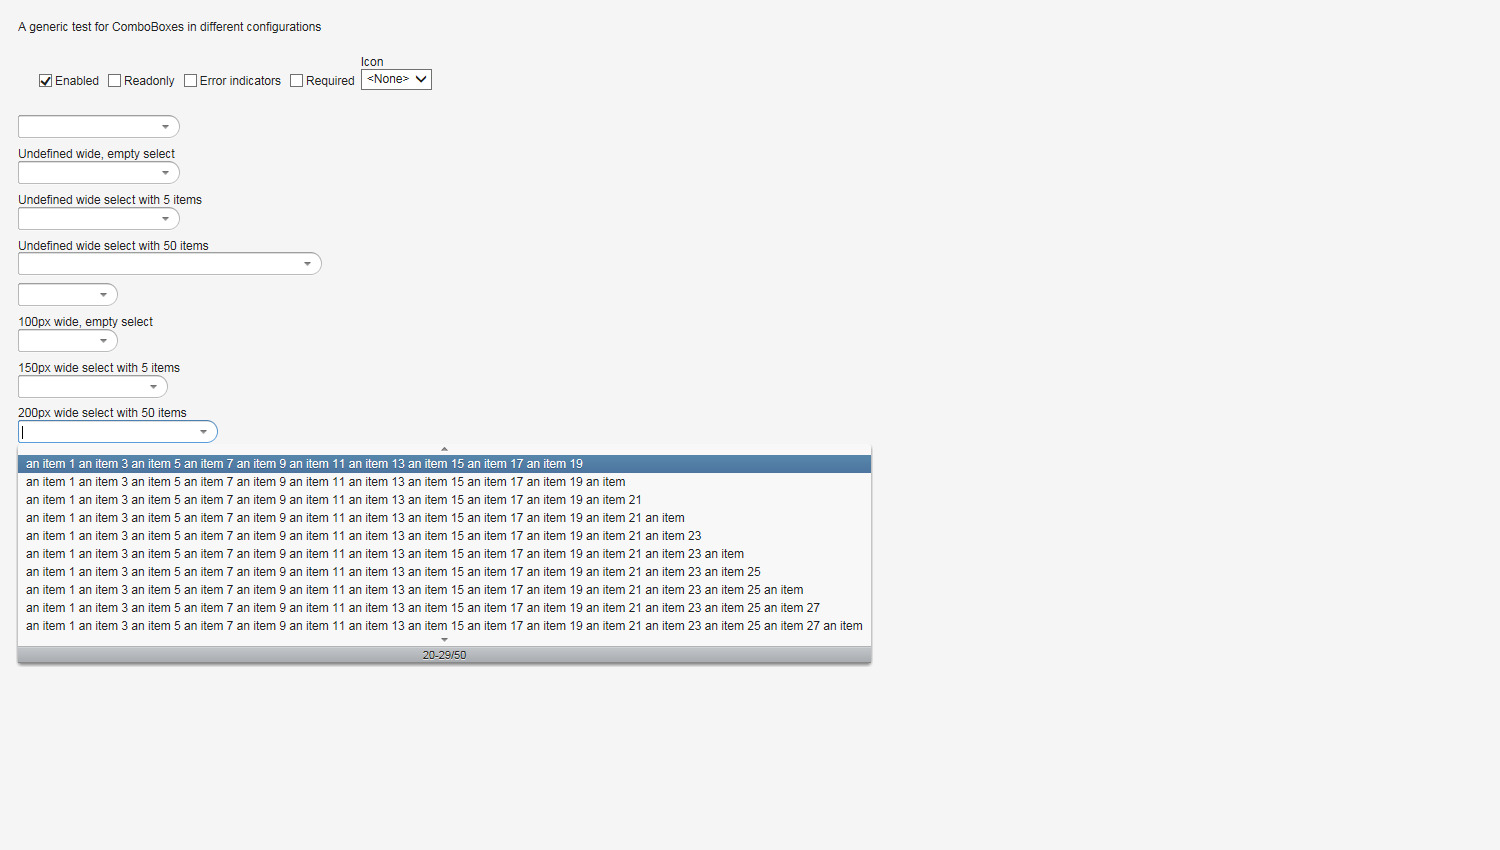 A generic test for ComboBoxes in different configurations
Icon
Enabled Readonly Error indicators Required <None>
Undefined wide, empty select
Undefined wide select with 5 items
Undefined wide select with 50 items
100px wide, empty select
150px wide select with 5 items
200px wide select with 50 items
an item 1 an item 3 an item 5 an item 7 an item 9 an item 11 an item 13 an item 15 an item 17 an item 19
an item 1 an item 3 an item 5 an item 7 an item 9 an item 11 an item 13 an item 15 an item 17 an item 19 an item
an item 1 an item 3 an item 5 an item 7 an item 9 an item 11 an item 13 an item 15 an item 17 an item 19 an item 21
an item 1 an item 3 an item 5 an item 7 an item 9 an item 11 an item 13 an item 15 an item 17 an item 19 an item 21 an item
an item 1 an item 3 an item 5 an item 7 an item 9 an item 11 an item 13 an item 15 an item 17 an item 19 an item 21 an item 23
an item 1 an item 3 an item 5 an item 7 an item 9 an item 11 an item 13 an item 15 an item 17 an item 19 an item 21 an item 23 an item
an item 1 an item 3 an item 5 an item 7 an item 9 an item 11 an item 13 an item 15 an item 17 an item 19 an item 21 an item 23 an item 25
an item 1 an item 3 an item 5 an item 7 an item 9 an item 11 an item 13 an item 15 an item 17 an item 19 an item 21 an item 23 an item 25 an item
an item 1 an item 3 an item 5 an item 7 an item 9 an item 11 an item 13 an item 15 an item 17 an item 19 an item 21 an item 23 an item 25 an item 27
an item 1 an item 3 an item 5 an item 7 an item 9 an item 11 an item 13 an item 15 an item 17 an item 19 an item 21 an item 23 an item 25 an item 27 an item
20-29/50